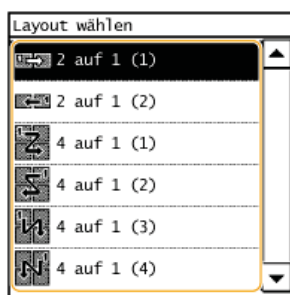 Layout wählen
2 auf 1 (1)
2 auf 1 (2)
4 auf 1 (1)
4 auf 1 (2)
4 auf 1 (3)
4 auf 1 (4)